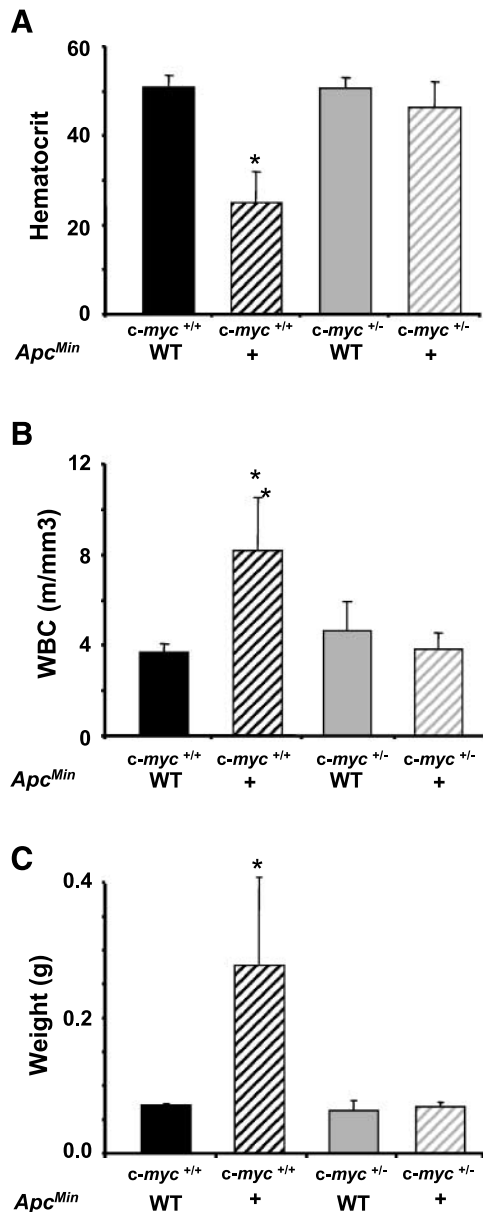 A
60
40
20
0
Hematocrit
*
c-myc +/+ c-myc +/+ c-myc +/- c-myc +/-
ApcMin WT + WT +
B
12
8
4
0
WBC (m/mm3)
*
*
c-myc +/+ c-myc +/+ c-myc +/- c-myc +/-
ApcMin WT + WT +
C
0.4
0.2
0.0
Weight (g)
*
c-myc +/+ c-myc +/+ c-myc +/- c-myc +/-
ApcMin WT + WT +